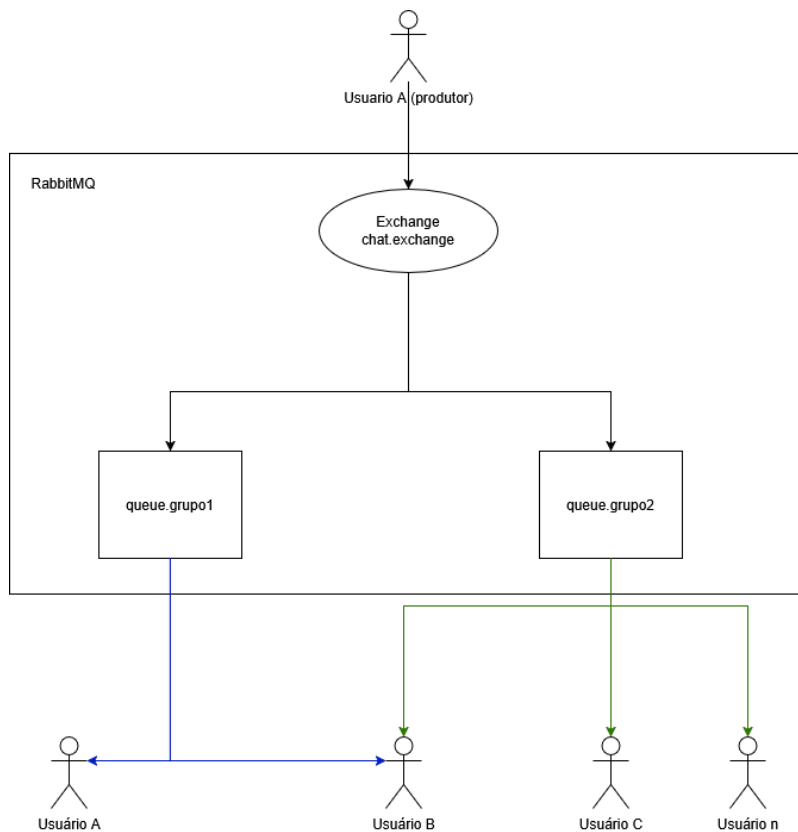 Usuario A (produtor)
RabbitMQ
Exchange
chat.exchange
queue.grupo1
queue.grupo2
Usuário A
Usuário B
Usuário C
Usuário n